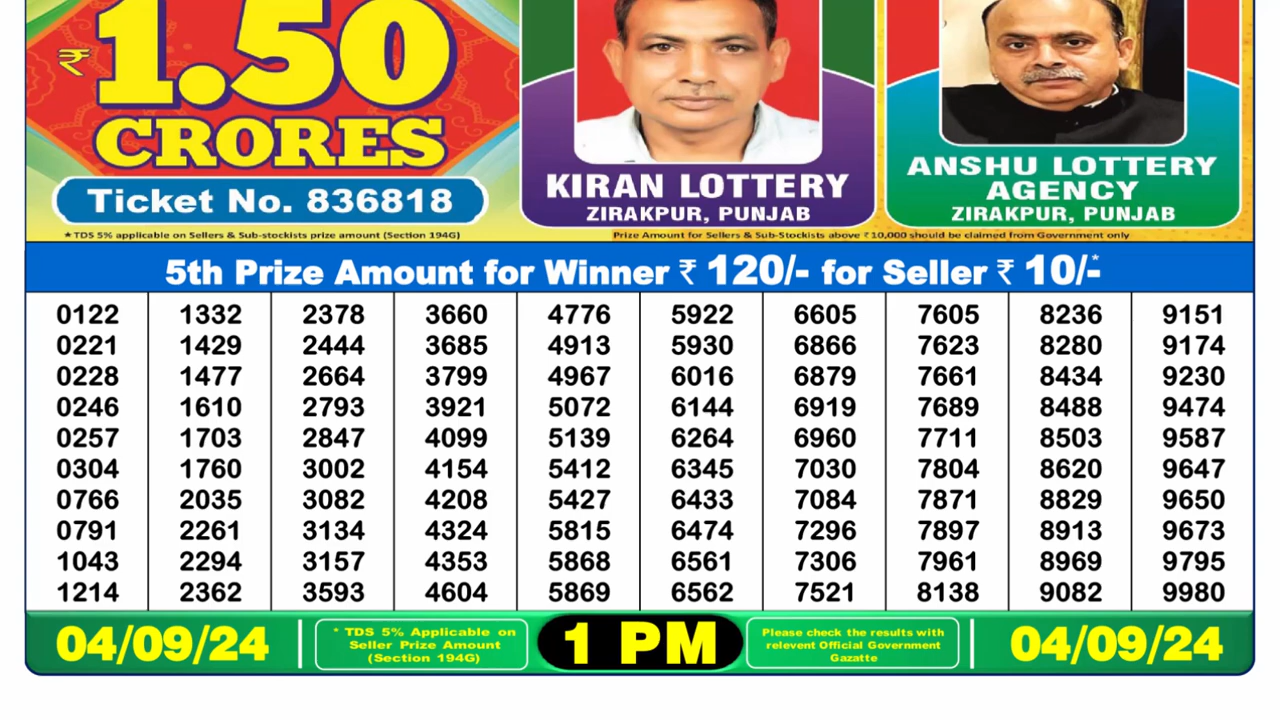 ₹ 1.50
CRORES
Ticket No. 836818
KIRAN LOTTERY
ZIRAKPUR, PUNJAB
ANSHU LOTTERY
AGENCY
ZIRAKPUR, PUNJAB
★TDS 5% applicable on Sellers & Sub-stockists prize amount (Section 194G)
Prize Amount for Sellers & Sub-Stockists above ₹10,000 should be claimed from Government only
5th Prize Amount for Winner ₹ 120/- for Seller ₹ 10/-*
0122 1332 2378 3660 4776 5922 6605 7605 8236 9151
0221 1429 2444 3685 4913 5930 6866 7623 8280 9174
0228 1477 2664 3799 4967 6016 6879 7661 8434 9230
0246 1610 2793 3921 5072 6144 6919 7689 8488 9474
0257 1703 2847 4099 5139 6264 6960 7711 8503 9587
0304 1760 3002 4154 5412 6345 7030 7804 8620 9647
0766 2035 3082 4208 5427 6433 7084 7871 8829 9650
0791 2261 3134 4324 5815 6474 7296 7897 8913 9673
1043 2294 3157 4353 5868 6561 7306 7961 8969 9795
1214 2362 3593 4604 5869 6562 7521 8138 9082 9980
04/09/24
* TDS 5% Applicable on
Seller Prize Amount
(Section 194G)
1 PM
Please check the results with
relevent Official Government
Gazatte
04/09/24